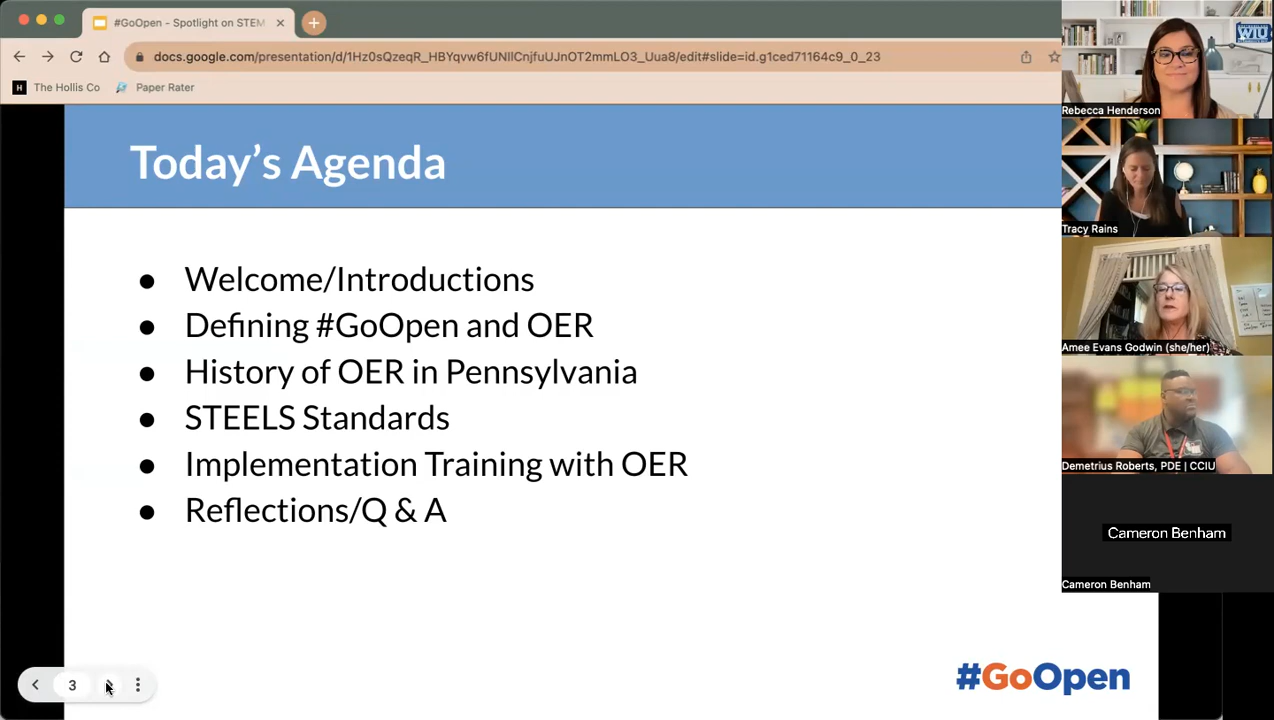 #GoOpen - Spotlight on STEM
docs.google.com/presentation/d/1Hz0sQzeqR_HBYqvw6fUNllCnjfuUJnOT2mmLO3_Uua8/edit#slide=id.g1ced71164c9_0_23
H The Hollis Co
Paper Rater
Today’s Agenda
● Welcome/Introductions
● Defining #GoOpen and OER
● History of OER in Pennsylvania
● STEELS Standards
● Implementation Training with OER
● Reflections/Q & A
3
#GoOpen
WIU
Rebecca Henderson
Tracy Rains
Amee Evans Godwin (she/her)
Demetrius Roberts, PDE | CCIU
Cameron Benham
Cameron Benham